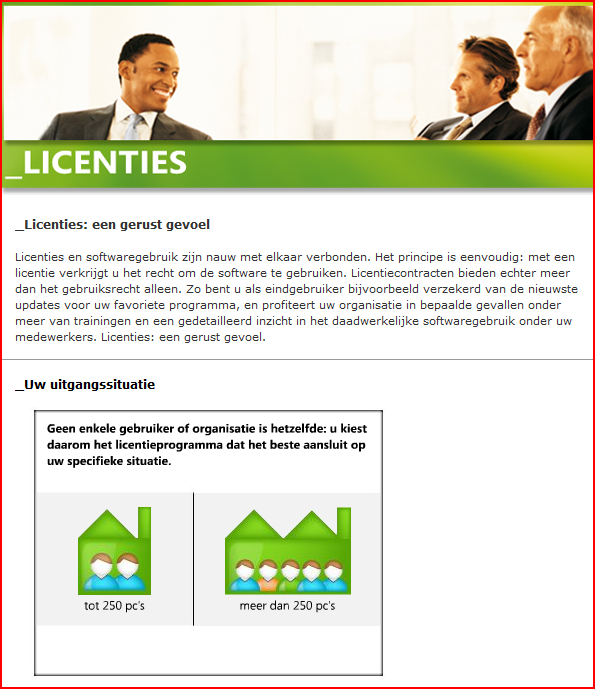 _LICENTIES
_Licenties: een gerust gevoel
Licenties en softwaregebruik zijn nauw met elkaar verbonden. Het principe is eenvoudig: met een
licentie verkrijgt u het recht om de software te gebruiken. Licentiecontracten bieden echter meer
dan het gebruiksrecht alleen. Zo bent u als eindgebruiker bijvoorbeeld verzekerd van de nieuwste
updates voor uw favoriete programma, en profiteert uw organisatie in bepaalde gevallen onder
meer van trainingen en een gedetailleerd inzicht in het daadwerkelijke softwaregebruik onder uw
medewerkers. Licenties: een gerust gevoel.
_Uw uitgangssituatie
Geen enkele gebruiker of organisatie is hetzelfde: u kiest
daarom het licentieprogramma dat het beste aansluit op
uw specifieke situatie.
tot 250 pc's
meer dan 250 pc's